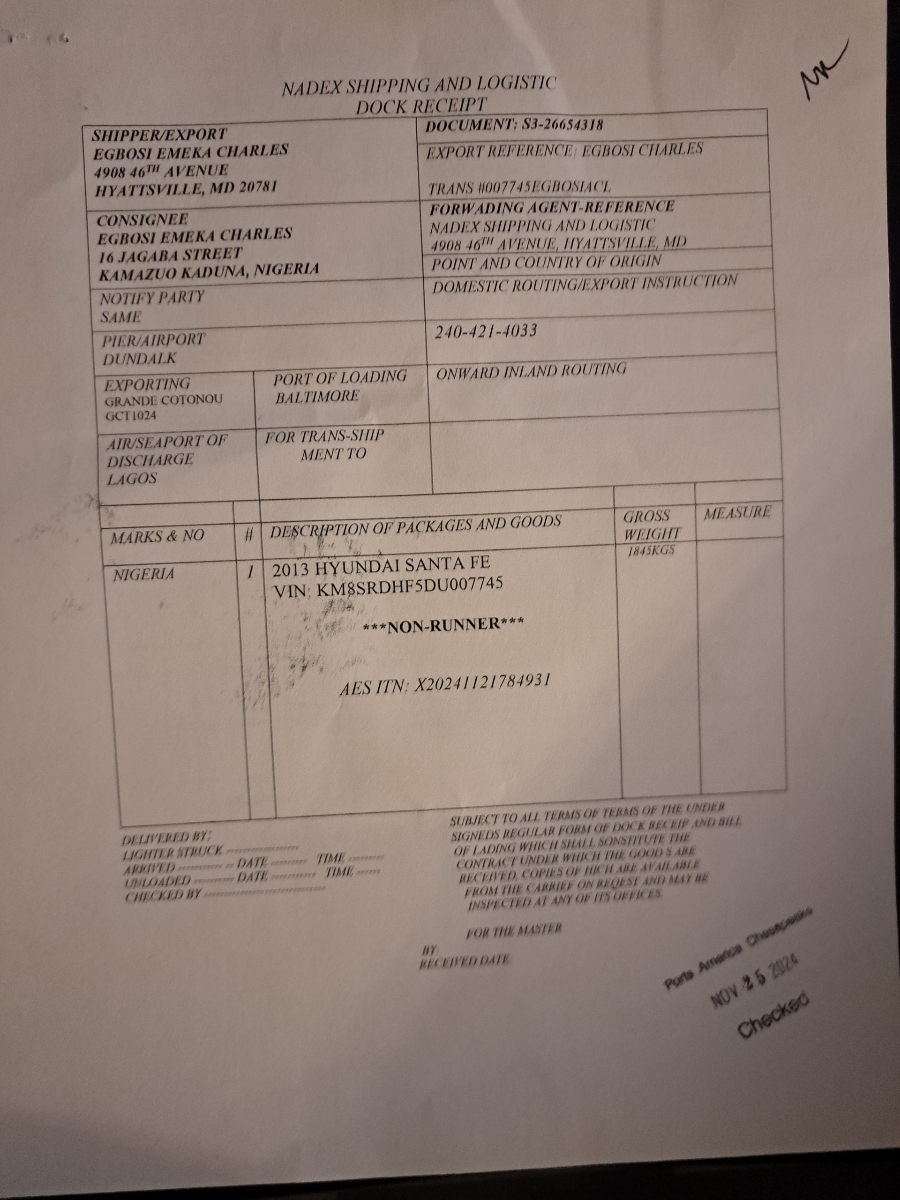 NADEX SHIPPING AND LOGISTIC
DOCK RECEIPT
SHIPPER/EXPORT
EGBOSI EMEKA CHARLES
4908 46TH AVENUE
HYATTSVILLE, MD 20781
DOCUMENT: S3-26654318
EXPORT REFERENCE: EGBOSI CHARLES
TRANS #007745EGBOSIACL
CONSIGNEE
EGBOSI EMEKA CHARLES
16 JAGABA STREET
KAMAZUO KADUNA, NIGERIA
FORWADING AGENT-REFERENCE
NADEX SHIPPING AND LOGISTIC
4908 46TH AVENUE, HYATTSVILLE, MD
POINT AND COUNTRY OF ORIGIN
NOTIFY PARTY
SAME
DOMESTIC ROUTING/EXPORT INSTRUCTION
PIER/AIRPORT
DUNDALK
240-421-4033
EXPORTING
GRANDE COTONOU
GCT1024
PORT OF LOADING
BALTIMORE
ONWARD INLAND ROUTING
AIR/SEAPORT OF
DISCHARGE
LAGOS
FOR TRANS-SHIP
MENT TO
MARKS & NO
#
DESCRIPTION OF PACKAGES AND GOODS
GROSS
WEIGHT
MEASURE
NIGERIA
1
2013 HYUNDAI SANTA FE
VIN: KM8SRDHF5DU007745
1845KGS
***NON-RUNNER***
AES ITN: X20241121784931
DELIVERED BY:
LIGHTER STRUCK
ARRIVED DATE TIME
UNLOADED DATE TIME
CHECKED BY
SUBJECT TO ALL TERMS OF TERMS OF THE UNDER
SIGNEDS REGULAR FORM OF DOCK RECEIP AND BILL
OF LADING WHICH SHALL SONSTITUTE THE
CONTRACT UNDER WHICH THE GOOD S ARE
RECEIVED, COPIES OF HICH ARE AVAILABLE
FROM THE CARRIEF ON REQEST AND MAY BE
INSPECTED AT ANY OF ITS OFFICES.
FOR THE MASTER
BY:
RECEIVED DATE
Ports America Chesapeake
NOV 25 2024
Checked